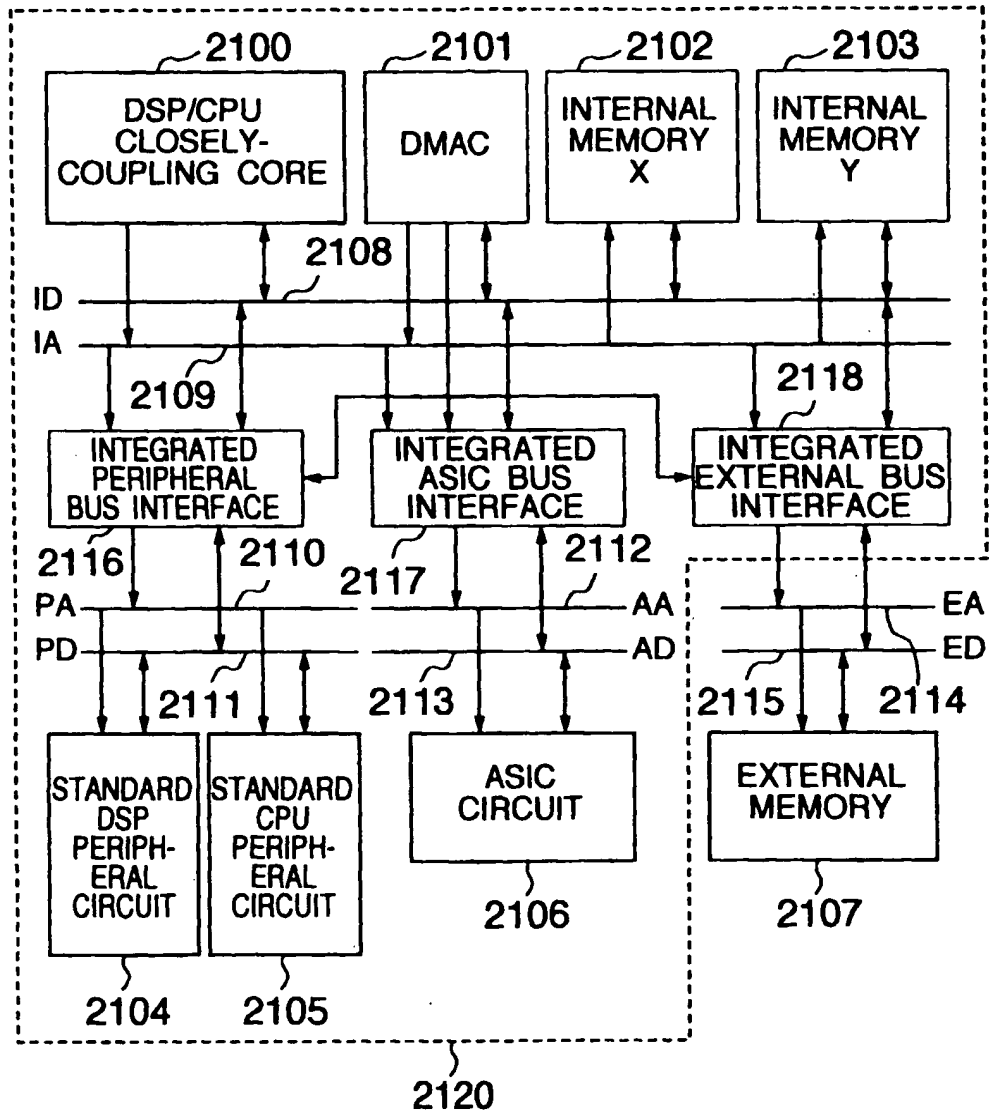 2100
2101
2102
2103
DSP/CPU
CLOSELY-
COUPLING CORE
DMAC
INTERNAL
MEMORY
X
INTERNAL
MEMORY
Y
2108
ID
IA
2109
2118
INTEGRATED
PERIPHERAL
BUS INTERFACE
INTEGRATED
ASIC BUS
INTERFACE
INTEGRATED
EXTERNAL BUS
INTERFACE
2116
2110
2117
2112
PA
AA
EA
PD
AD
ED
2111
2113
2115
2114
STANDARD
DSP
PERIPH-
ERAL
CIRCUIT
STANDARD
CPU
PERIPH-
ERAL
CIRCUIT
ASIC
CIRCUIT
EXTERNAL
MEMORY
2106
2107
2104
2105
2120